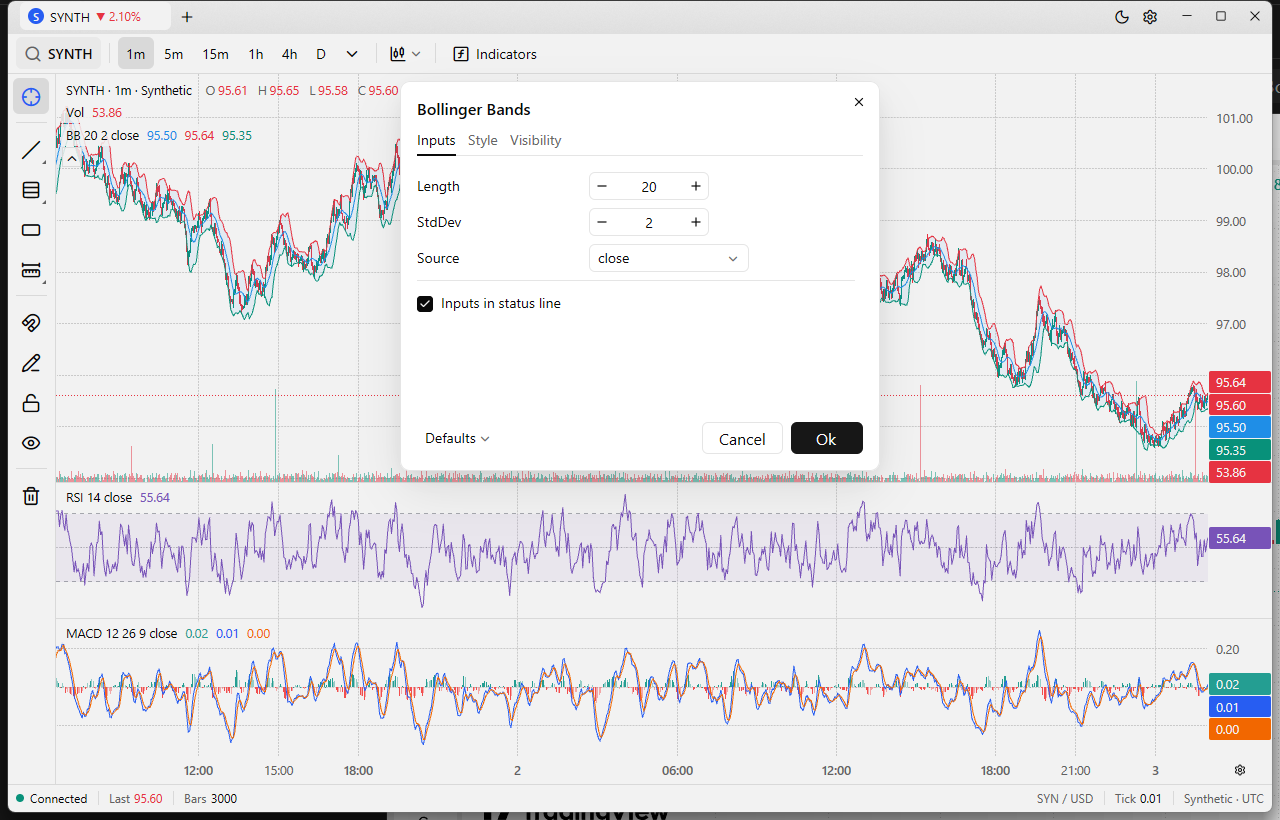 SYNTH ▼ 2.10% +
SYNTH 1m 5m 15m 1h 4h D Indicators
SYNTH · 1m · Synthetic O 95.61 H 95.65 L 95.58 C 95.60
Vol 53.86
BB 20 2 close 95.50 95.64 95.35
Bollinger Bands
Inputs Style Visibility
Length − 20 +
StdDev − 2 +
Source close
Inputs in status line
Defaults Cancel Ok
101.00
100.00
99.00
98.00
97.00
95.64
95.60
95.50
95.35
53.86
RSI 14 close 55.64
55.64
MACD 12 26 9 close 0.02 0.01 0.00
0.20
0.02
0.01
0.00
12:00 15:00 18:00 2 06:00 12:00 18:00 21:00 3
Connected Last 95.60 Bars 3000 SYN / USD Tick 0.01 Synthetic · UTC
TradingView